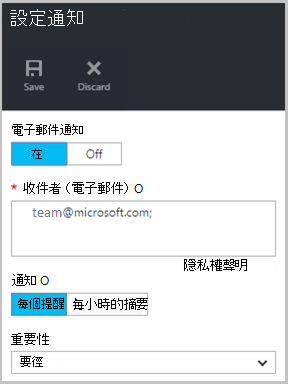 設定通知
Save Discard
電子郵件通知
在 Off
* 收件者 (電子郵件) O
team@microsoft.com;
隱私權聲明
通知 O
每個提醒 每小時的摘要
重要性
要徑